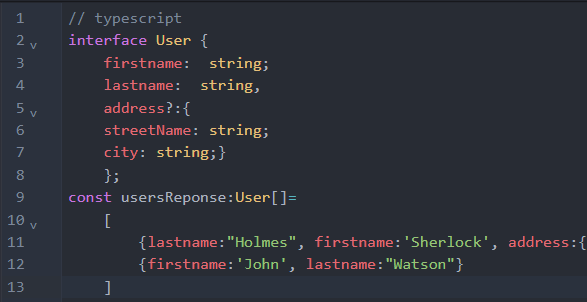 1 // typescript
2 interface User {
3 firstname:  string;
4 lastname:  string,
5 address?:{
6 streetName: string;
7 city: string;}
8 };
9 const usersReponse:User[]=
10 [
11 {lastname:"Holmes", firstname:'Sherlock', address:{
12 {firstname:'John', lastname:"Watson"}
13 ]